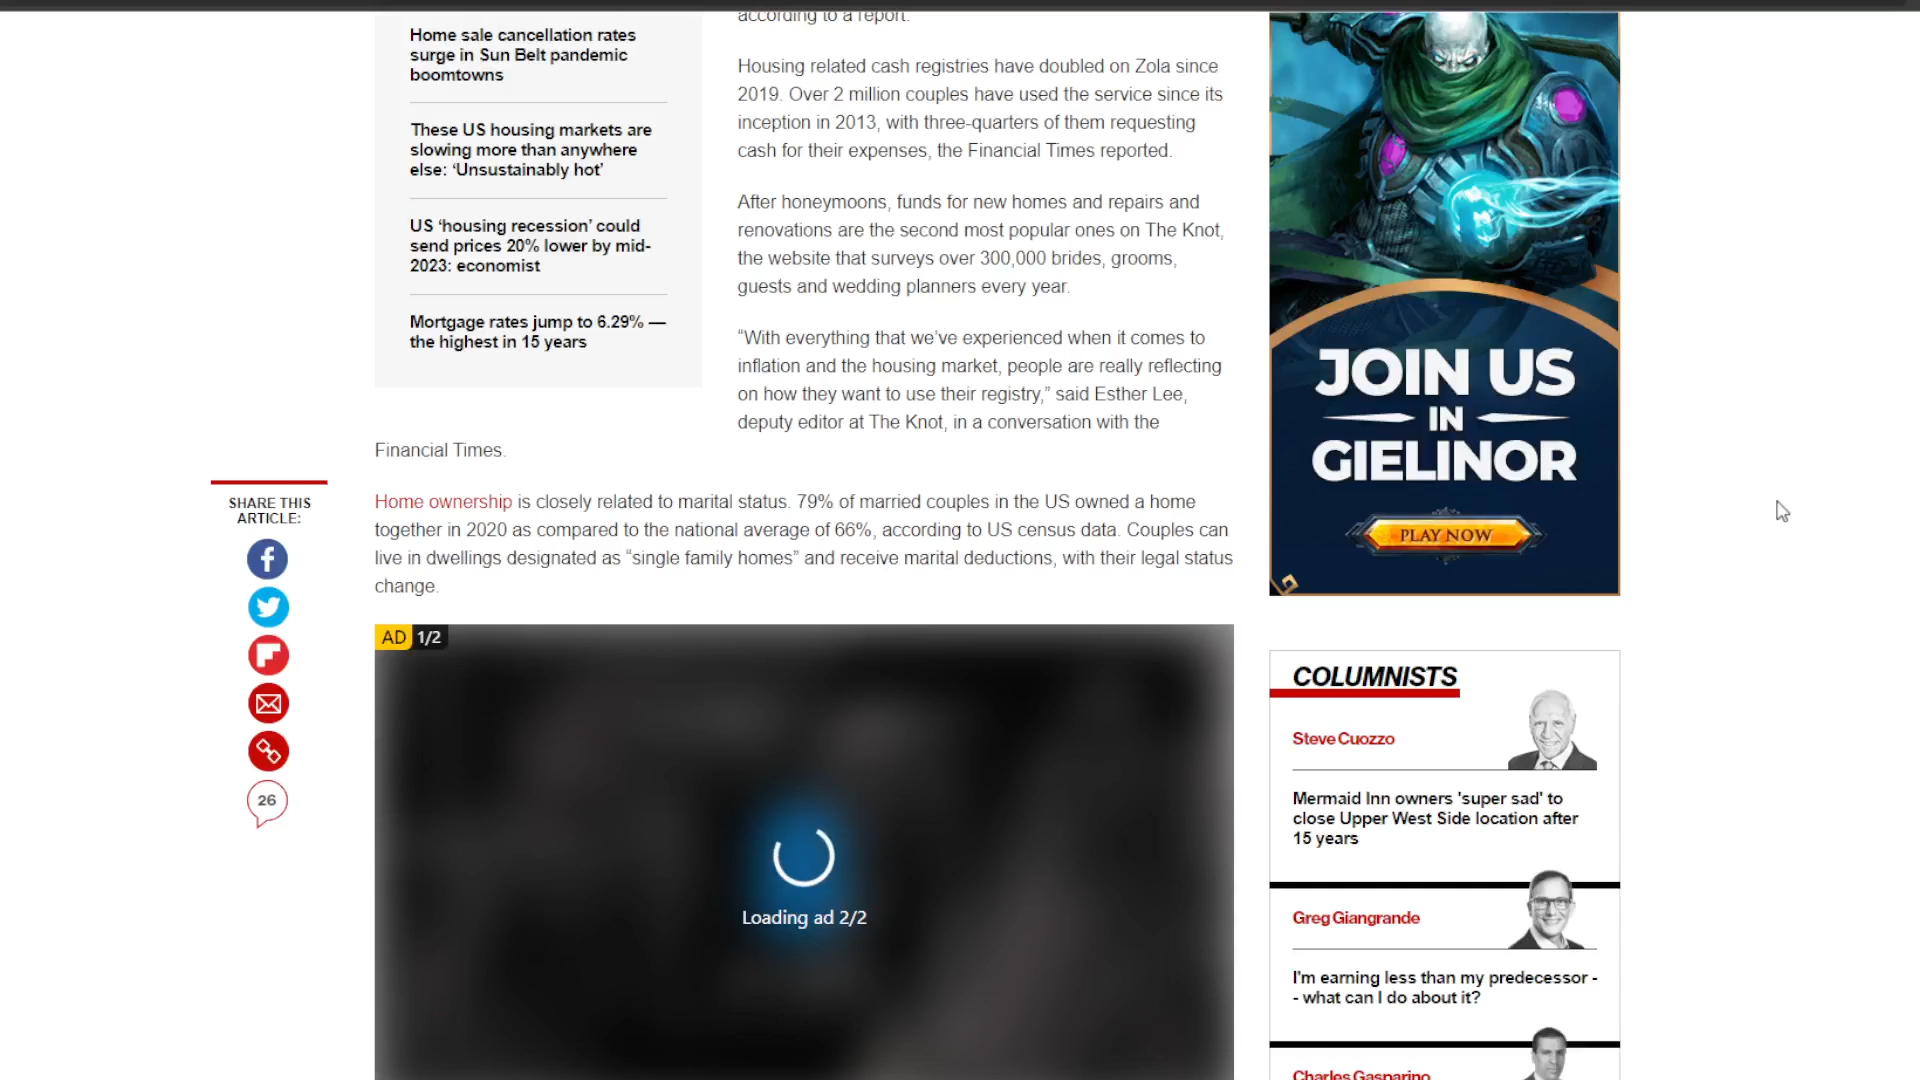 according to a report.
Home sale cancellation rates
surge in Sun Belt pandemic
boomtowns
These US housing markets are
slowing more than anywhere
else: ‘Unsustainably hot’
US ‘housing recession’ could
send prices 20% lower by mid-
2023: economist
Mortgage rates jump to 6.29% —
the highest in 15 years
Housing related cash registries have doubled on Zola since
2019. Over 2 million couples have used the service since its
inception in 2013, with three-quarters of them requesting
cash for their expenses, the Financial Times reported.
After honeymoons, funds for new homes and repairs and
renovations are the second most popular ones on The Knot,
the website that surveys over 300,000 brides, grooms,
guests and wedding planners every year.
“With everything that we’ve experienced when it comes to
inflation and the housing market, people are really reflecting
on how they want to use their registry,” said Esther Lee,
deputy editor at The Knot, in a conversation with the
Financial Times.
Home ownership is closely related to marital status. 79% of married couples in the US owned a home
together in 2020 as compared to the national average of 66%, according to US census data. Couples can
live in dwellings designated as “single family homes” and receive marital deductions, with their legal status
change.
SHARE THIS
ARTICLE:
26
AD 1/2
Loading ad 2/2
JOIN US
IN
GIELINOR
PLAY NOW
COLUMNISTS
Steve Cuozzo
Mermaid Inn owners 'super sad' to
close Upper West Side location after
15 years
Greg Giangrande
I'm earning less than my predecessor -
- what can I do about it?
Charles Gasparino